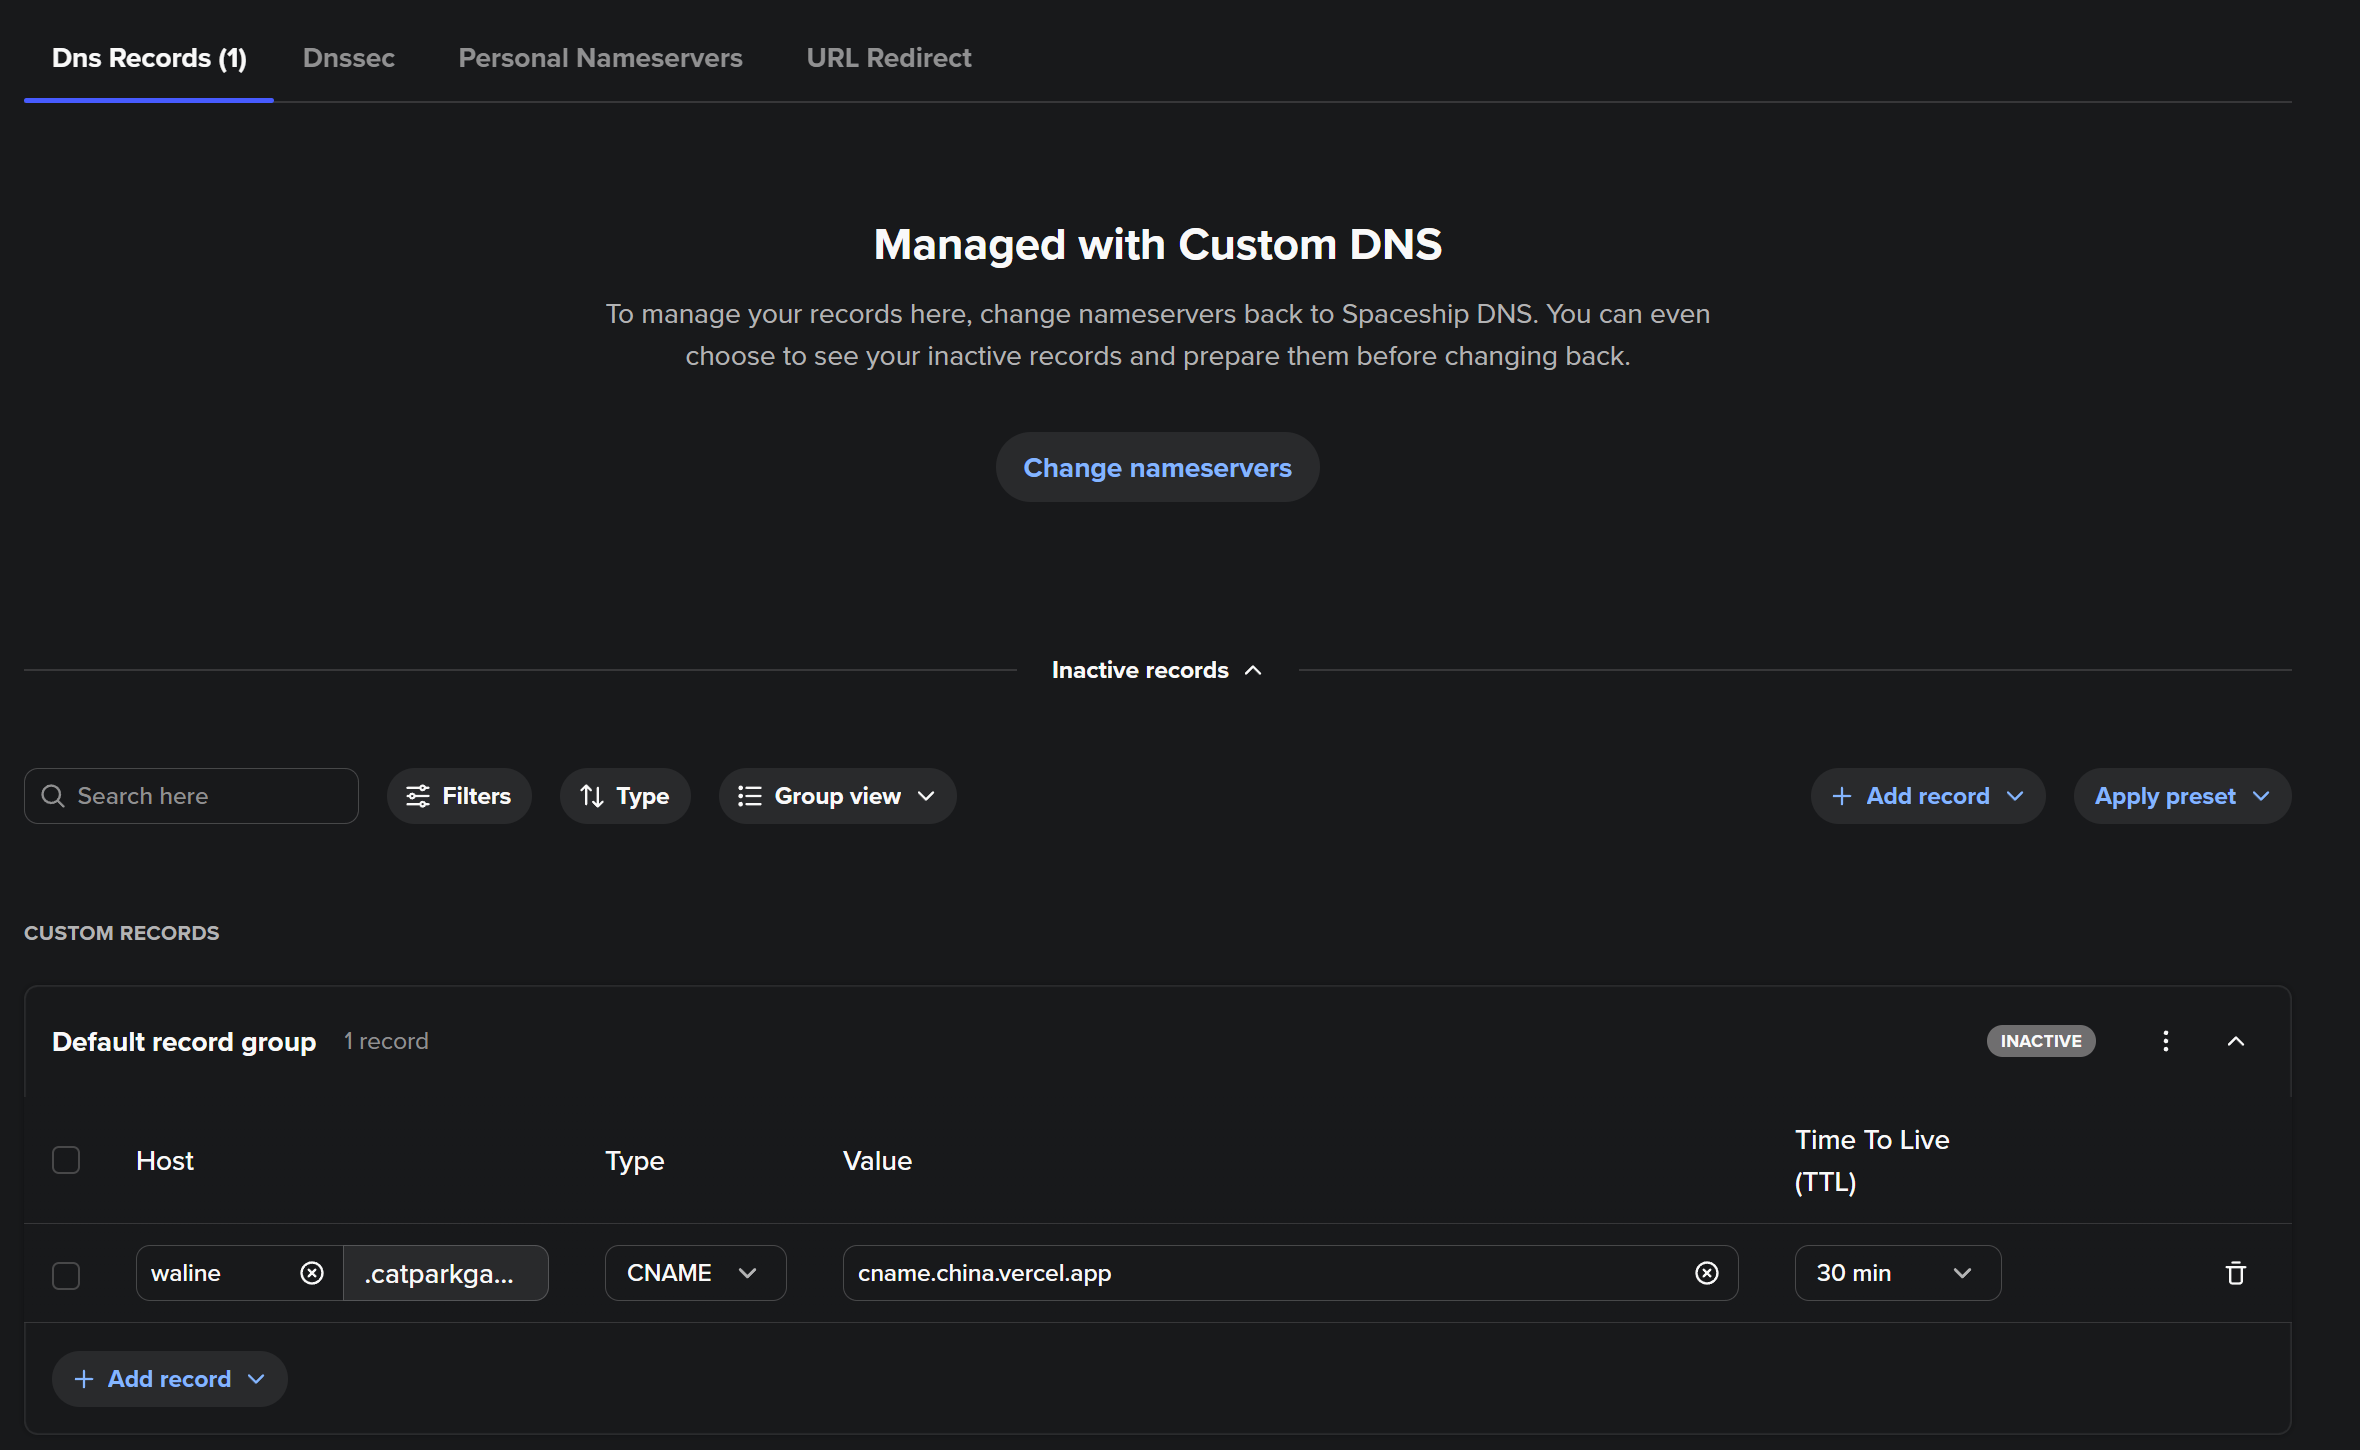 Dns Records (1)
Dnssec
Personal Nameservers
URL Redirect
Managed with Custom DNS
To manage your records here, change nameservers back to Spaceship DNS. You can even
choose to see your inactive records and prepare them before changing back.
Change nameservers
Inactive records
Search here
Filters
Type
Group view
Add record
Apply preset
CUSTOM RECORDS
Default record group
1 record
INACTIVE
Host
Type
Value
Time To Live
(TTL)
waline
.catparkga...
CNAME
cname.china.vercel.app
30 min
Add record